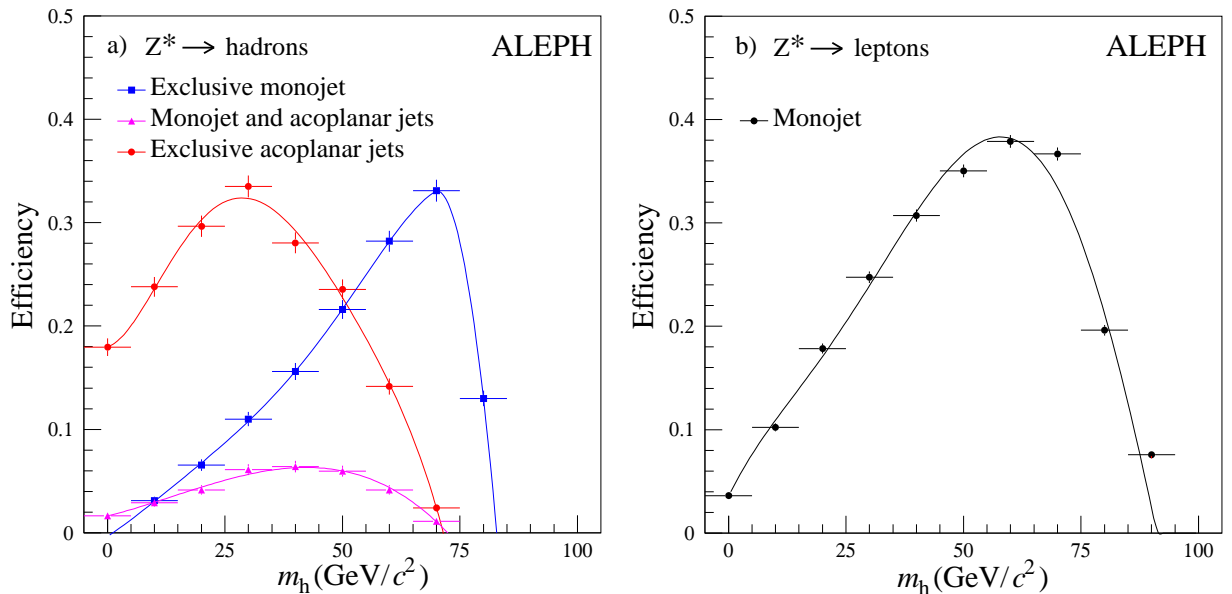 a) Z* → hadrons ALEPH
Exclusive monojet
Monojet and acoplanar jets
Exclusive acoplanar jets
Efficiency
0.5
0.4
0.3
0.2
0.1
0
0 25 50 75 100
m_h (GeV/c²)
b) Z* → leptons ALEPH
Monojet
Efficiency
0.5
0.4
0.3
0.2
0.1
0
0 25 50 75 100
m_h (GeV/c²)